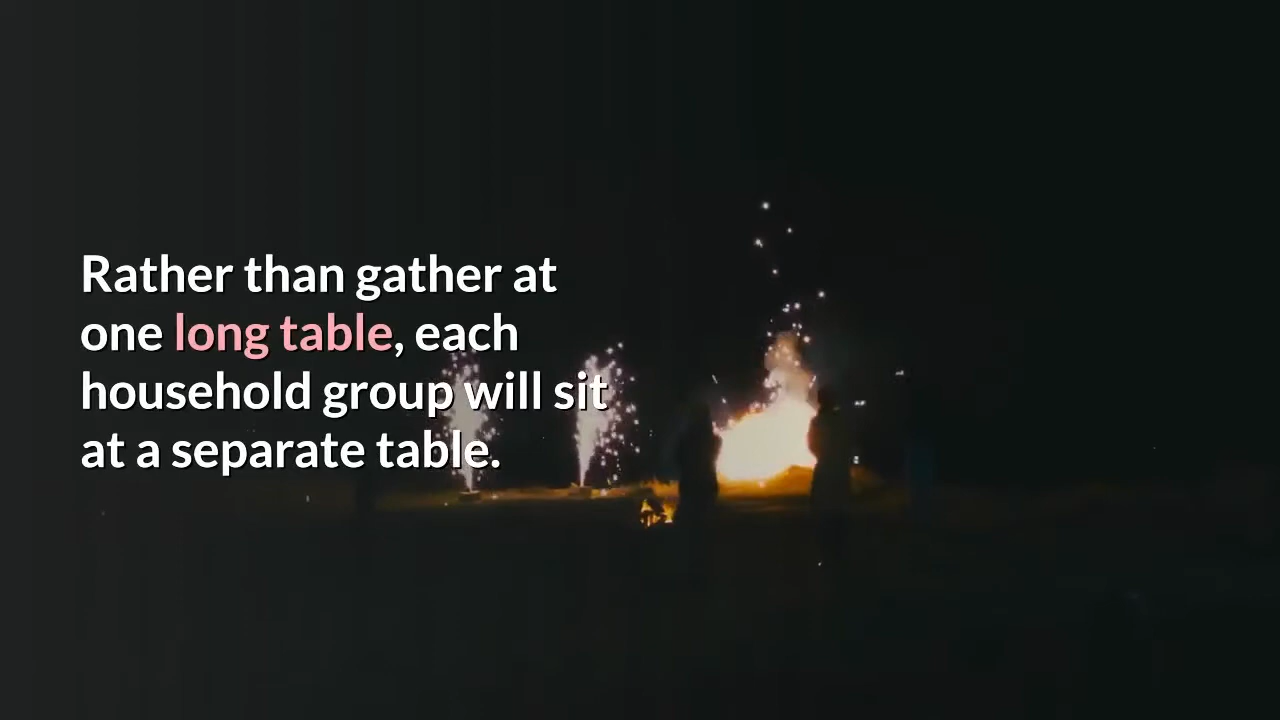 Rather than gather at
one long table, each
household group will sit
at a separate table.